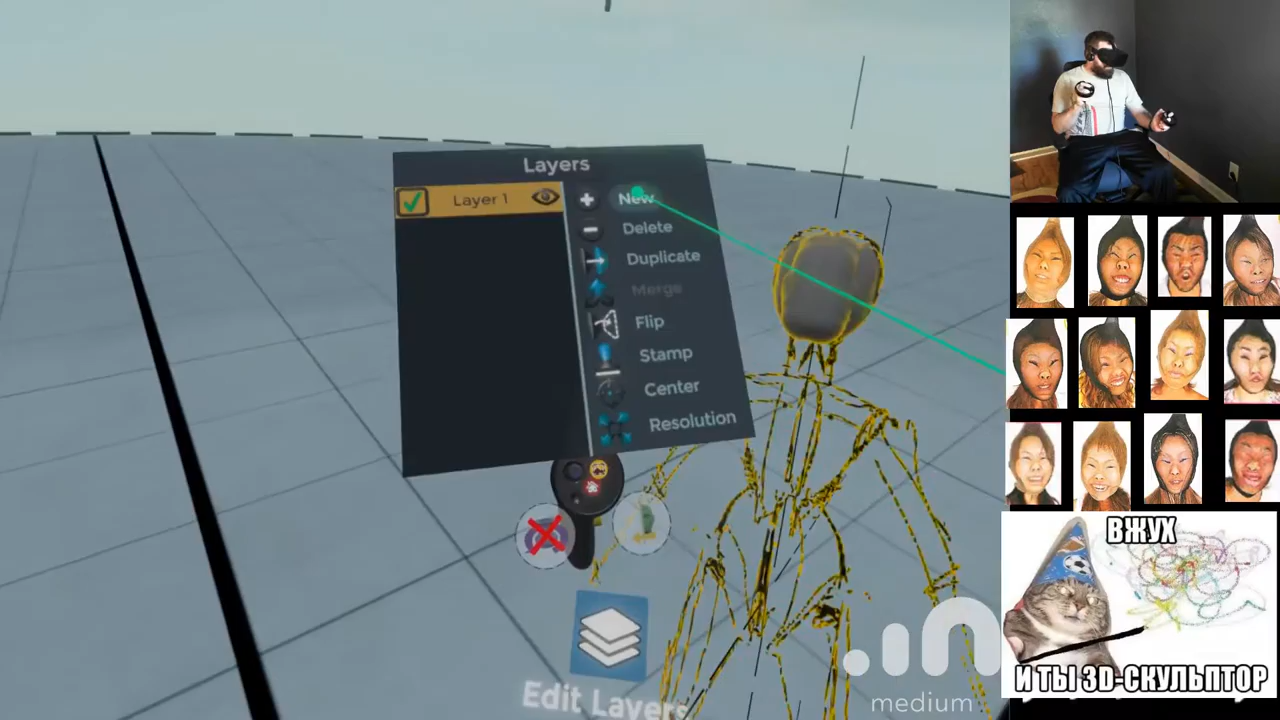 Layers
Layer 1
New
Delete
Duplicate
Merge
Flip
Stamp
Center
Resolution
Edit Layers
medium
ВЖУХ
И ТЫ 3D-СКУЛЬПТОР